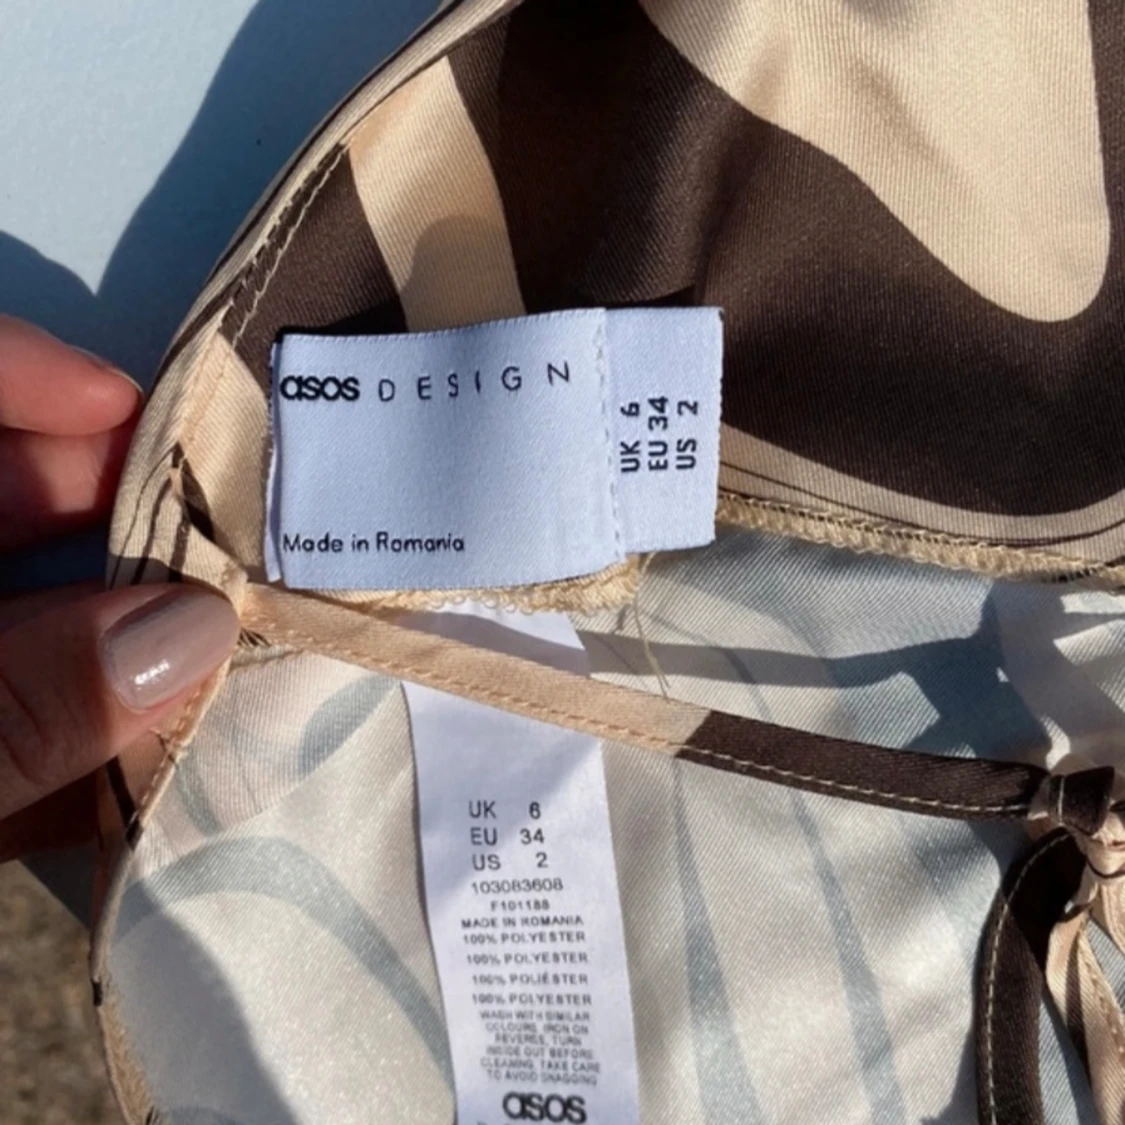 asos DESIGN
Made in Romania
UK 6
EU 34
US 2
UK 6
EU 34
US 2
103083608
F101188
MADE IN ROMANIA
100% POLYESTER
100% POLYESTER
100% POLIÉSTER
100% POLYESTER
WASH WITH SIMILAR
COLOURS, IRON ON
REVERSE, TURN
INSIDE OUT BEFORE
CLEANING, TAKE CARE
TO AVOID SNAGGING
asos